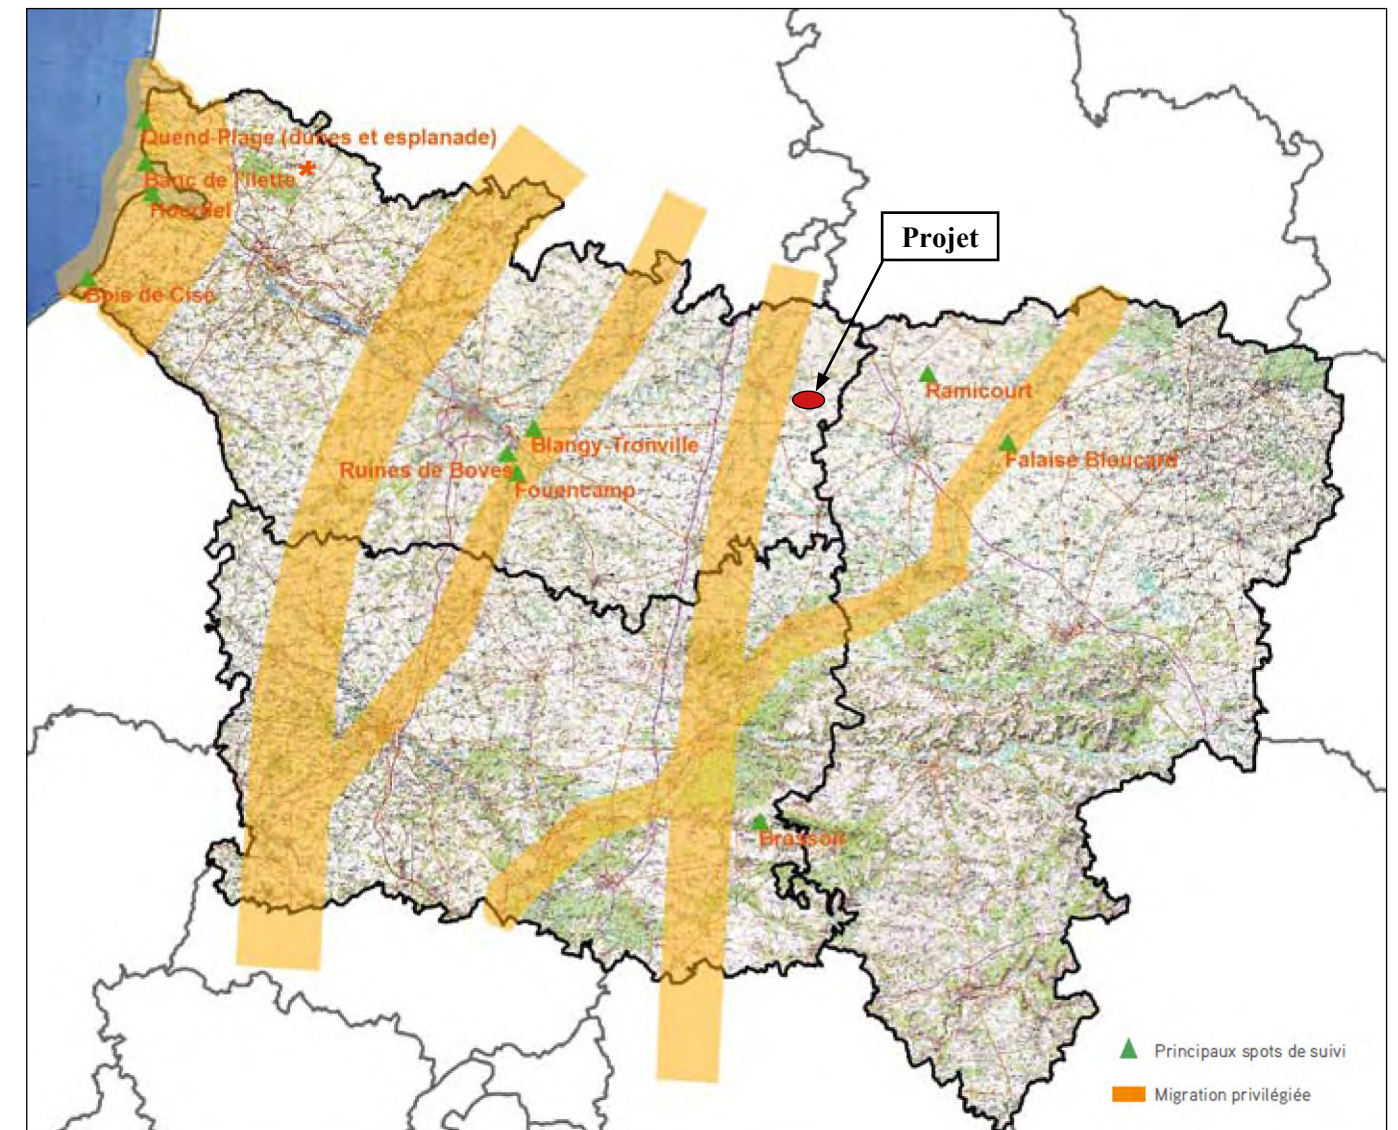 Quend-Plage (dunes et esplanade)
*
Banc de l'Ilette
Hourdel
Projet
Bois de Cise
Ramicourt
Blangy-Tronville
Falaise Bloucard
Ruines de Boves
Fouencamp
Brassoir
Principaux spots de suivi
Migration privilégiée